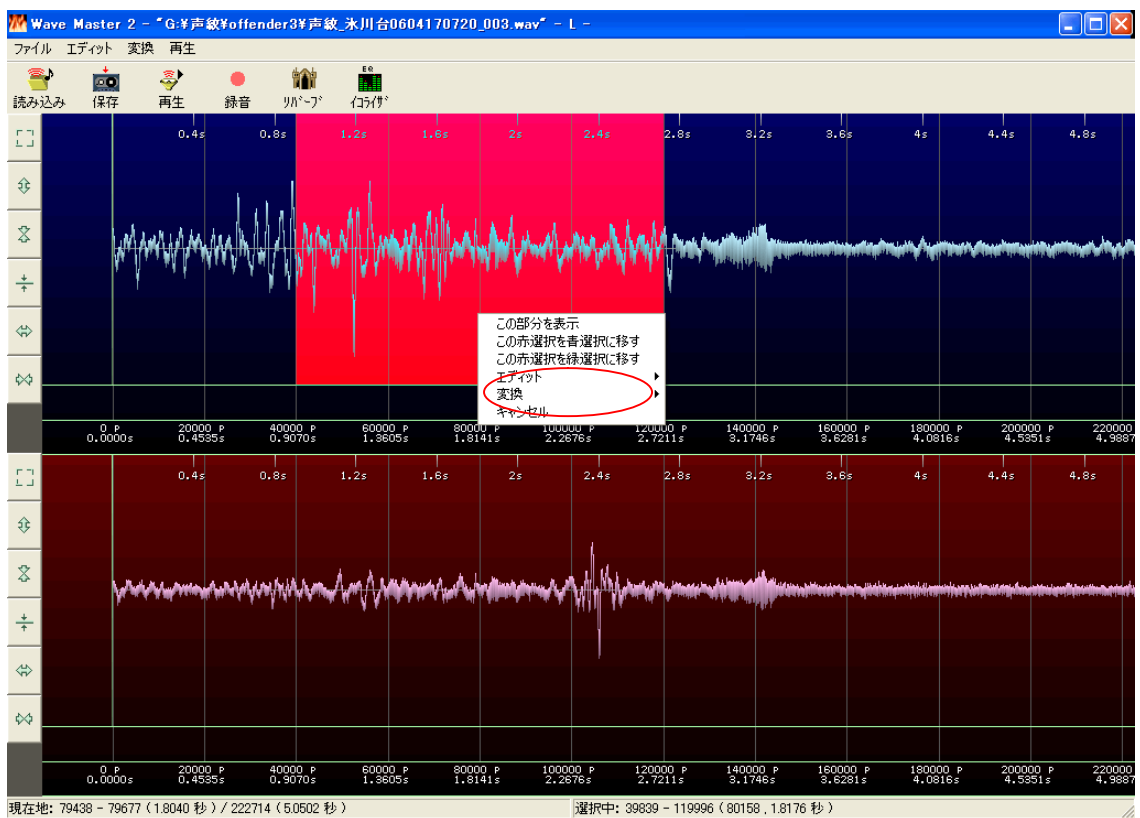 Wave Master 2 - "G:¥声紋¥offender3¥声紋_氷川台0604170720_003.wav" - L -
ファイル エディット 変換 再生
EQ
読み込み 保存 再生 録音 リバーブ イコライザ
0.4s 0.8s 1.2s 1.6s 2s 2.4s 2.8s 3.2s 3.6s 4s 4.4s 4.8s
この部分を表示
この赤選択を青選択に移す
この赤選択を緑選択に移す
エディット
変換
キャンセル
0 P 20000 P 40000 P 60000 P 80000 P 100000 P 120000 P 140000 P 160000 P 180000 P 200000 P 220000
0.0000s 0.4535s 0.9070s 1.3605s 1.8141s 2.2676s 2.7211s 3.1746s 3.6281s 4.0816s 4.5351s 4.9887
0.4s 0.8s 1.2s 1.6s 2s 2.4s 2.8s 3.2s 3.6s 4s 4.4s 4.8s
0 P 20000 P 40000 P 60000 P 80000 P 100000 P 120000 P 140000 P 160000 P 180000 P 200000 P 220000
0.0000s 0.4535s 0.9070s 1.3605s 1.8141s 2.2676s 2.7211s 3.1746s 3.6281s 4.0816s 4.5351s 4.9887
現在地: 79438 - 79677 ( 1.8040 秒 ) / 222714 ( 5.0502 秒 ) 選択中: 39839 - 119996 ( 80158 , 1.8176 秒 )